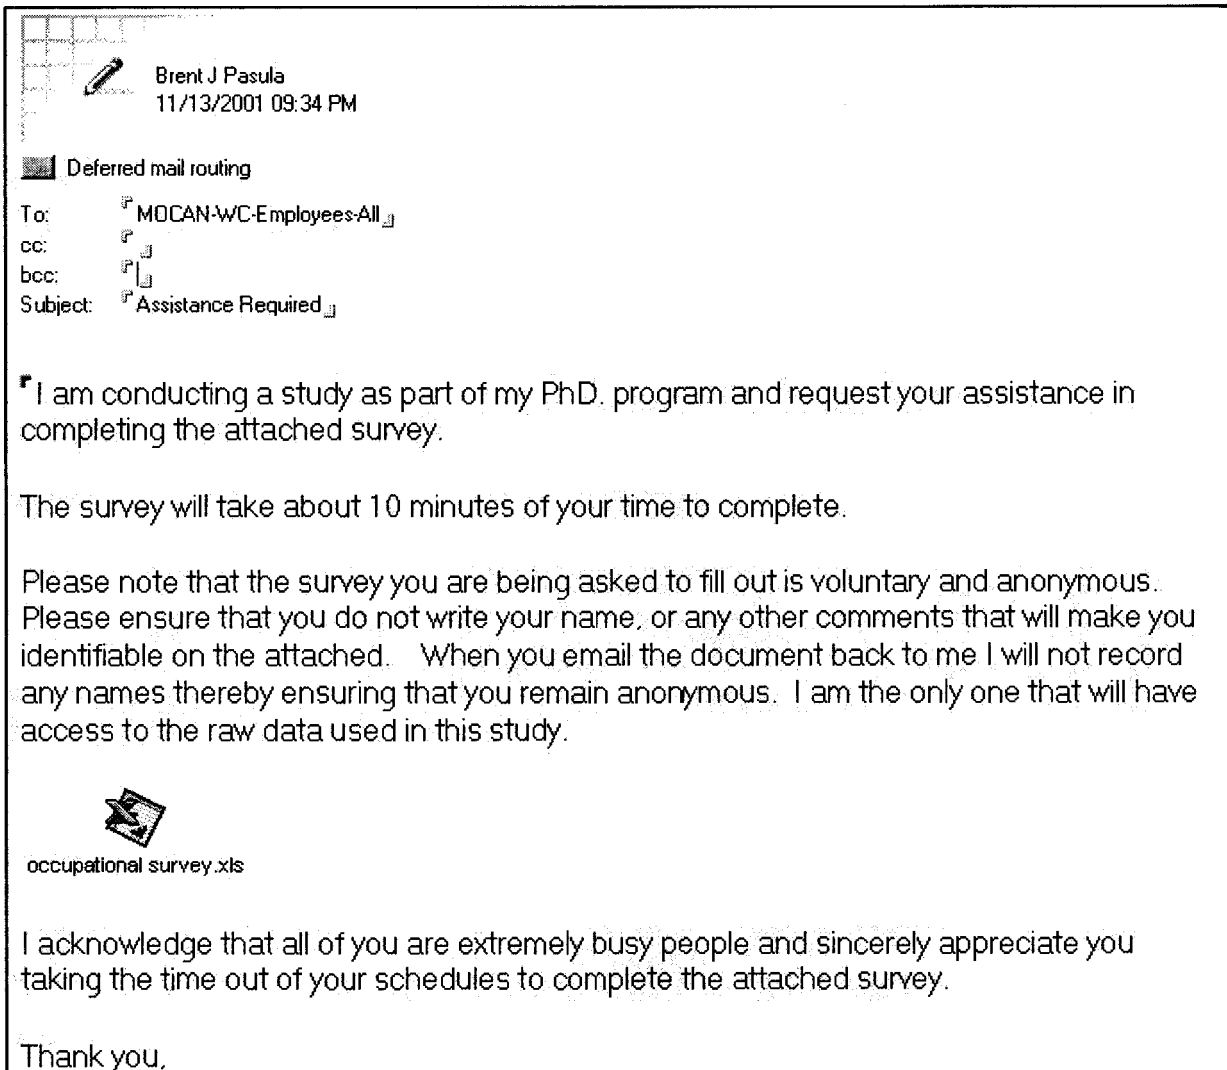 Brent J Pasula
11/13/2001 09:34 PM
Deferred mail routing
To: MOCAN-WC-Employees-All
cc:
bcc:
Subject: Assistance Required
I am conducting a study as part of my PhD. program and request your assistance in
completing the attached survey.
The survey will take about 10 minutes of your time to complete.
Please note that the survey you are being asked to fill out is voluntary and anonymous.
Please ensure that you do not write your name, or any other comments that will make you
identifiable on the attached. When you email the document back to me I will not record
any names thereby ensuring that you remain anonymous. I am the only one that will have
access to the raw data used in this study.
occupational survey.xls
I acknowledge that all of you are extremely busy people and sincerely appreciate you
taking the time out of your schedules to complete the attached survey.
Thank you,